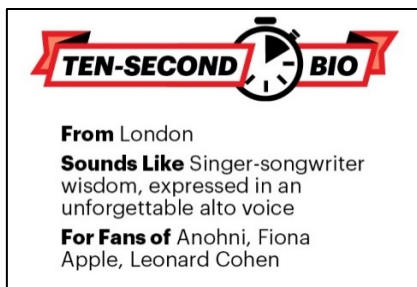 TEN-SECOND BIO
From London
Sounds Like Singer-songwriter
wisdom, expressed in an
unforgettable alto voice
For Fans of Anohni, Fiona
Apple, Leonard Cohen